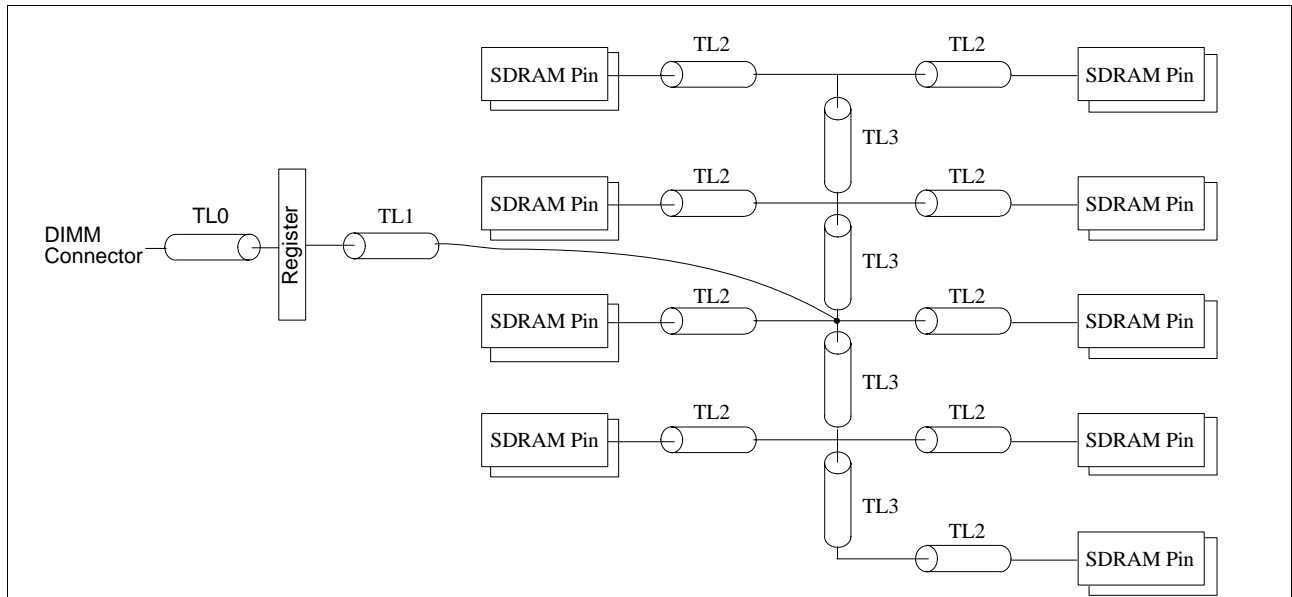 TL2 TL2
SDRAM Pin SDRAM Pin
TL3
TL2 TL2
SDRAM Pin SDRAM Pin
TL0
Register
TL1
DIMM
Connector
TL3
TL2 TL2
SDRAM Pin SDRAM Pin
TL3
TL2 TL2
SDRAM Pin SDRAM Pin
TL3
TL2
SDRAM Pin